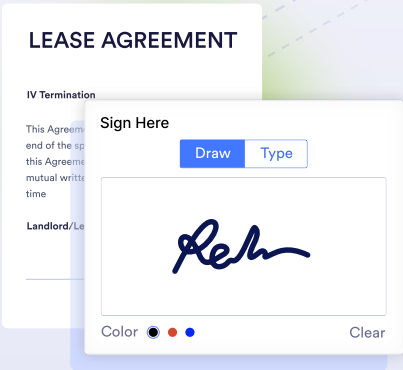 LEASE AGREEMENT
IV Termination
This Agreeme
end of the sp
this Agreeme
mutual writte
time
Landlord/Le
Sign Here
Draw Type
Color Clear